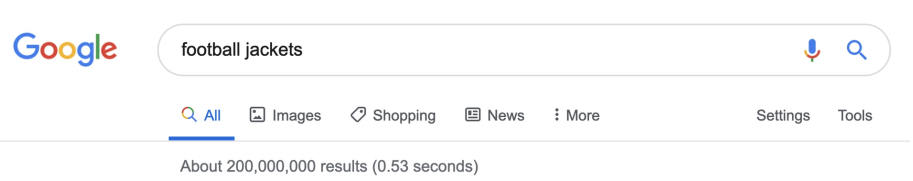 Google football jackets
All Images Shopping News More Settings Tools
About 200,000,000 results (0.53 seconds)